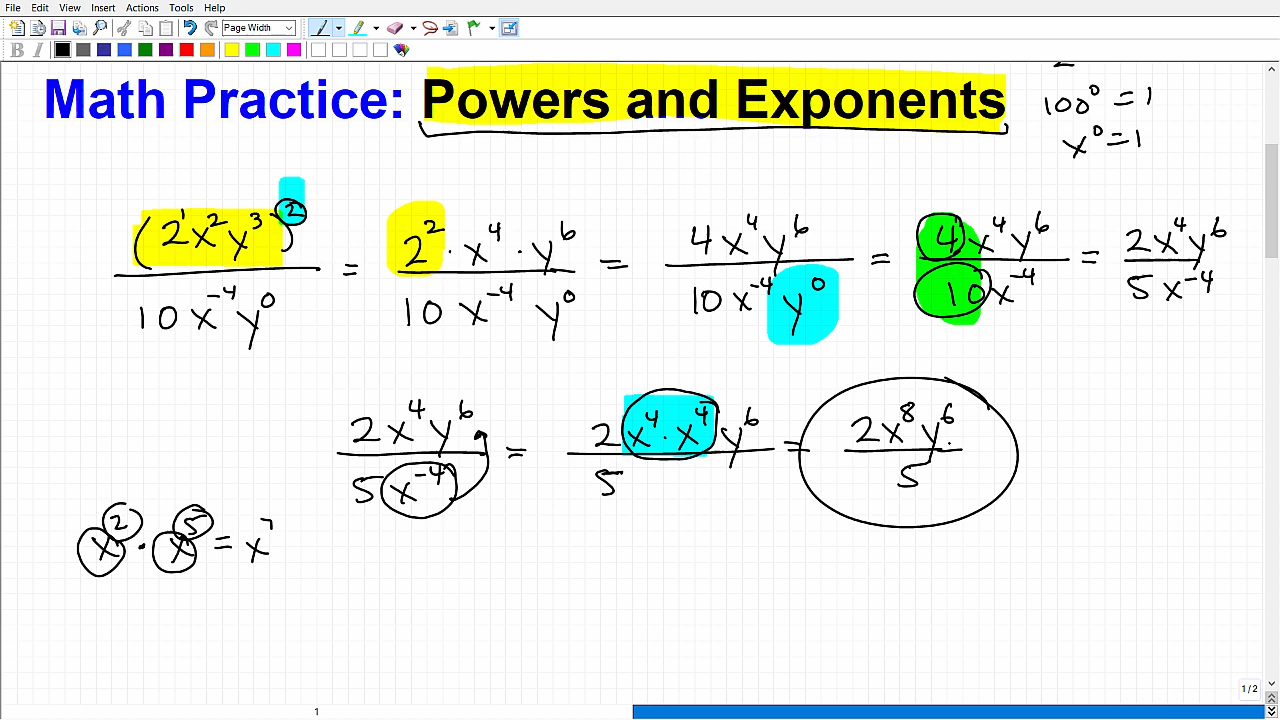 File Edit View Insert Actions Tools Help
Page Width
B I
Math Practice: Powers and Exponents
100⁰ = 1
x⁰ = 1
(2¹x²y³)² / 10x⁻⁴y⁰ = 2² · x⁴ · y⁶ / 10x⁻⁴y⁰ = 4x⁴y⁶ / 10x⁻⁴y⁰ = 4x⁴y⁶ / 10x⁻⁴ = 2x⁴y⁶ / 5x⁻⁴
2x⁴y⁶ / 5x⁻⁴ = 2x⁴ · x⁴y⁶ / 5 = 2x⁸y⁶ / 5
x² · x⁵ = x⁷
1/2
1